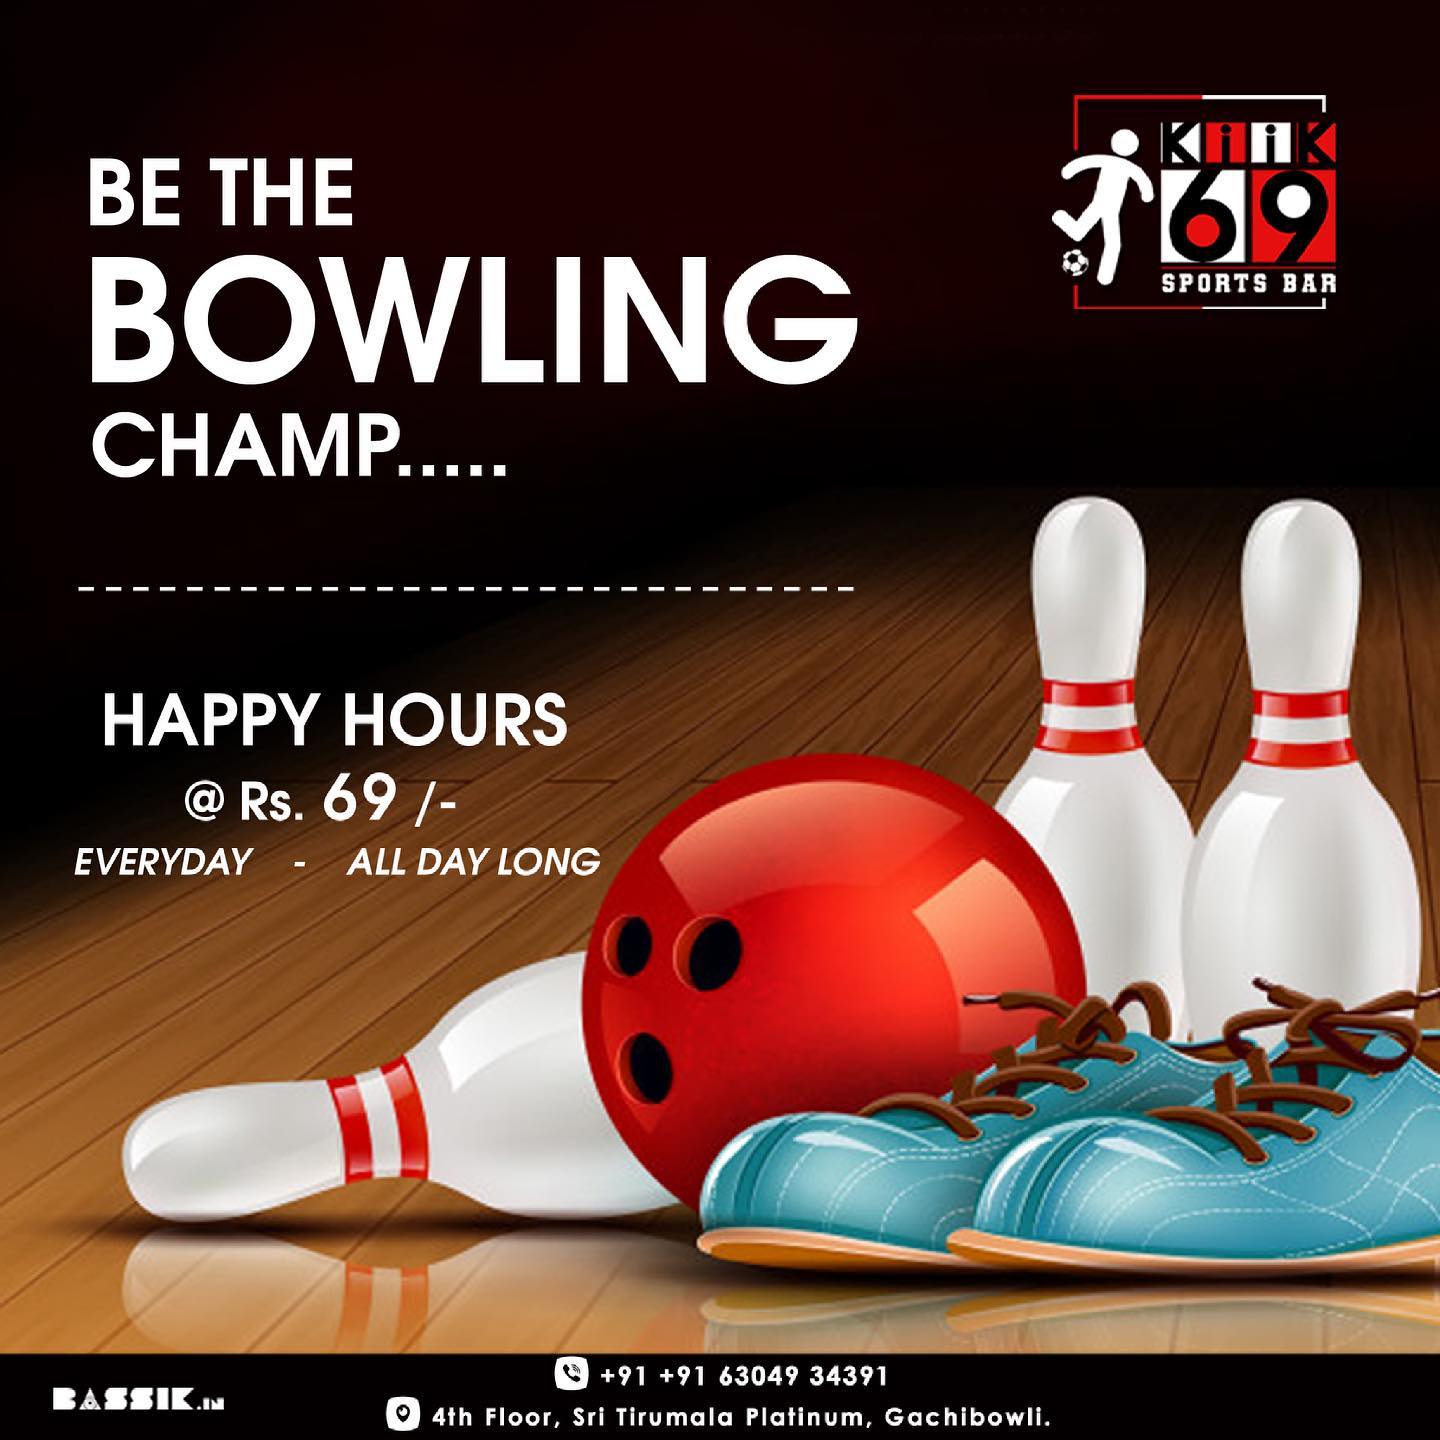 BE THE
BOWLING
CHAMP.....
KiiK
69
SPORTS BAR
HAPPY HOURS
@ Rs. 69 /-
EVERYDAY - ALL DAY LONG
+91 +91 63049 34391
BASSIK.IN
4th Floor, Sri Tirumala Platinum, Gachibowli.